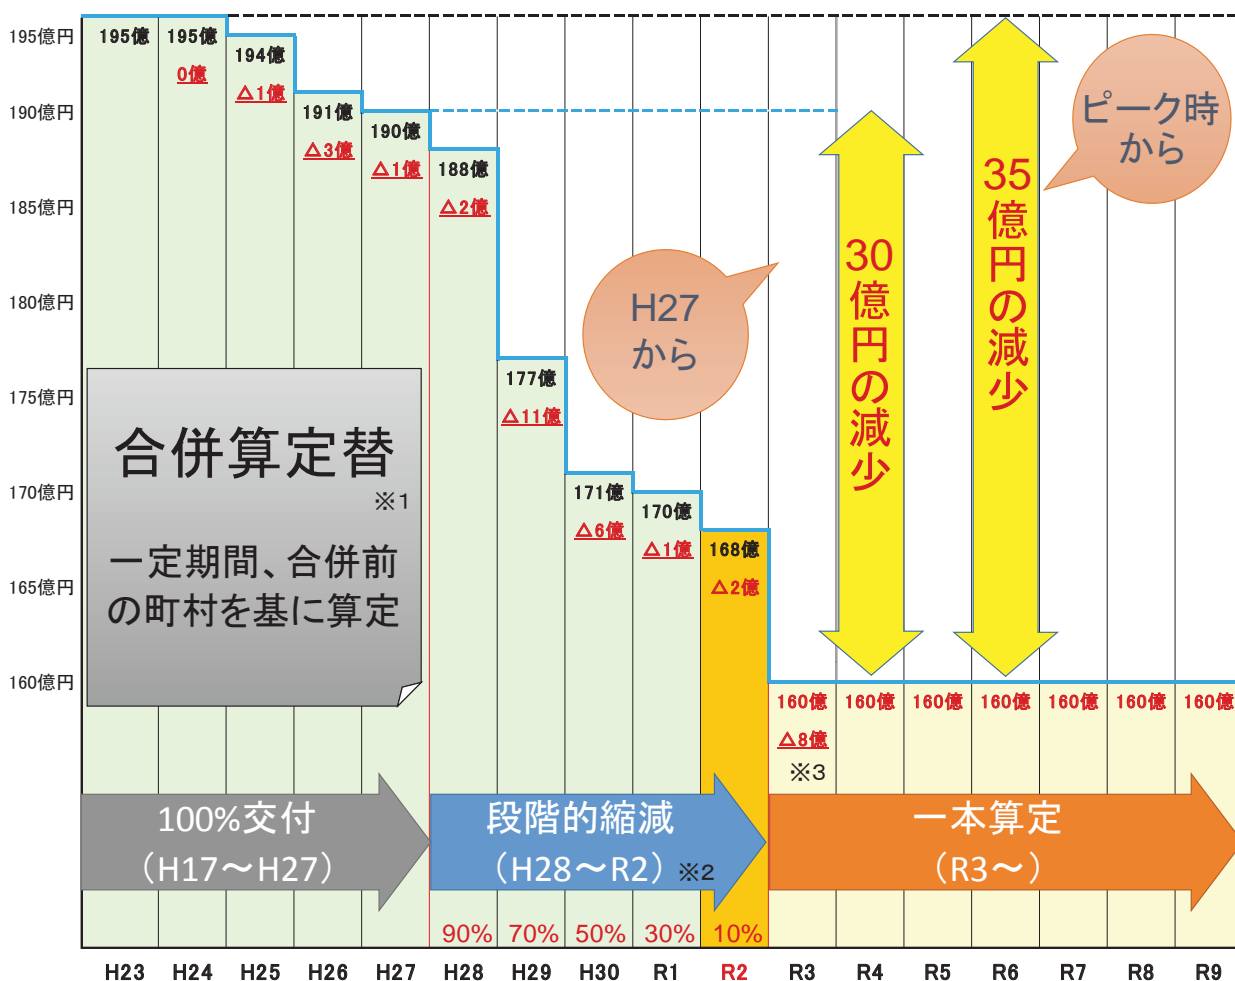 195億円
190億円
185億円
180億円
175億円
170億円
165億円
160億円
195億
195億
0億
194億
△1億
191億
△3億
190億
△1億
188億
△2億
177億
△11億
171億
△6億
170億
△1億
168億
△2億
160億
△8億
※3
160億
160億
160億
160億
160億
160億
合併算定替
※1
一定期間、合併前
の町村を基に算定
H27
から
30億円の減少
35億円の減少
ピーク時
から
100%交付
（H17～H27）
段階的縮減
（H28～R2）※2
一本算定
（R3～）
90%
70%
50%
30%
10%
H23
H24
H25
H26
H27
H28
H29
H30
R1
R2
R3
R4
R5
R6
R7
R8
R9